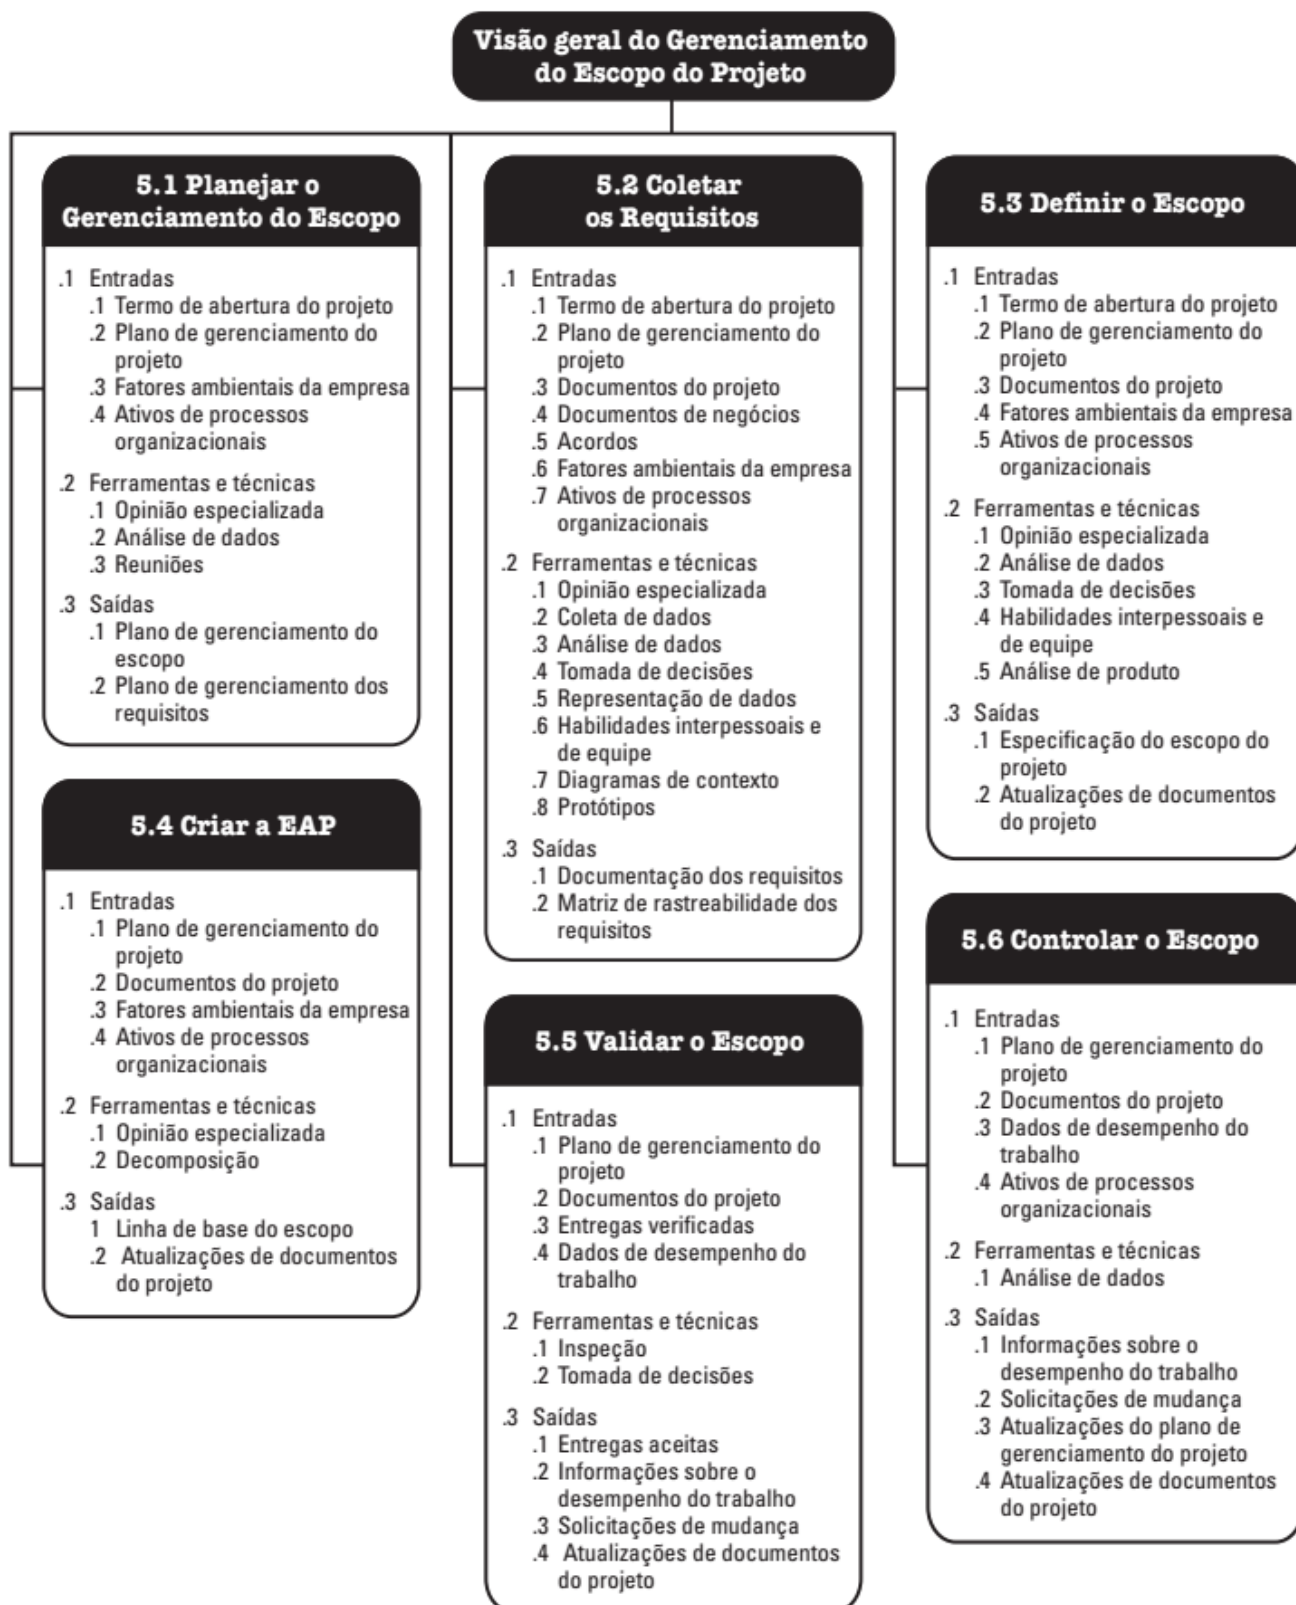 Visão geral do Gerenciamento
do Escopo do Projeto
5.1 Planejar o
Gerenciamento do Escopo
.1 Entradas
.1 Termo de abertura do projeto
.2 Plano de gerenciamento do
projeto
.3 Fatores ambientais da empresa
.4 Ativos de processos
organizacionais
.2 Ferramentas e técnicas
.1 Opinião especializada
.2 Análise de dados
.3 Reuniões
.3 Saídas
.1 Plano de gerenciamento do
escopo
.2 Plano de gerenciamento dos
requisitos
5.2 Coletar
os Requisitos
.1 Entradas
.1 Termo de abertura do projeto
.2 Plano de gerenciamento do
projeto
.3 Documentos do projeto
.4 Documentos de negócios
.5 Acordos
.6 Fatores ambientais da empresa
.7 Ativos de processos
organizacionais
.2 Ferramentas e técnicas
.1 Opinião especializada
.2 Coleta de dados
.3 Análise de dados
.4 Tomada de decisões
.5 Representação de dados
.6 Habilidades interpessoais e
de equipe
.7 Diagramas de contexto
.8 Protótipos
.3 Saídas
.1 Documentação dos requisitos
.2 Matriz de rastreabilidade dos
requisitos
5.3 Definir o Escopo
.1 Entradas
.1 Termo de abertura do projeto
.2 Plano de gerenciamento do
projeto
.3 Documentos do projeto
.4 Fatores ambientais da empresa
.5 Ativos de processos
organizacionais
.2 Ferramentas e técnicas
.1 Opinião especializada
.2 Análise de dados
.3 Tomada de decisões
.4 Habilidades interpessoais e
de equipe
.5 Análise de produto
.3 Saídas
.1 Especificação do escopo do
projeto
.2 Atualizações de documentos
do projeto
5.4 Criar a EAP
.1 Entradas
.1 Plano de gerenciamento do
projeto
.2 Documentos do projeto
.3 Fatores ambientais da empresa
.4 Ativos de processos
organizacionais
.2 Ferramentas e técnicas
.1 Opinião especializada
.2 Decomposição
.3 Saídas
1 Linha de base do escopo
.2 Atualizações de documentos
do projeto
5.5 Validar o Escopo
.1 Entradas
.1 Plano de gerenciamento do
projeto
.2 Documentos do projeto
.3 Entregas verificadas
.4 Dados de desempenho do
trabalho
.2 Ferramentas e técnicas
.1 Inspeção
.2 Tomada de decisões
.3 Saídas
.1 Entregas aceitas
.2 Informações sobre o
desempenho do trabalho
.3 Solicitações de mudança
.4 Atualizações de documentos
do projeto
5.6 Controlar o Escopo
.1 Entradas
.1 Plano de gerenciamento do
projeto
.2 Documentos do projeto
.3 Dados de desempenho do
trabalho
.4 Ativos de processos
organizacionais
.2 Ferramentas e técnicas
.1 Análise de dados
.3 Saídas
.1 Informações sobre o
desempenho do trabalho
.2 Solicitações de mudança
.3 Atualizações do plano de
gerenciamento do projeto
.4 Atualizações de documentos
do projeto